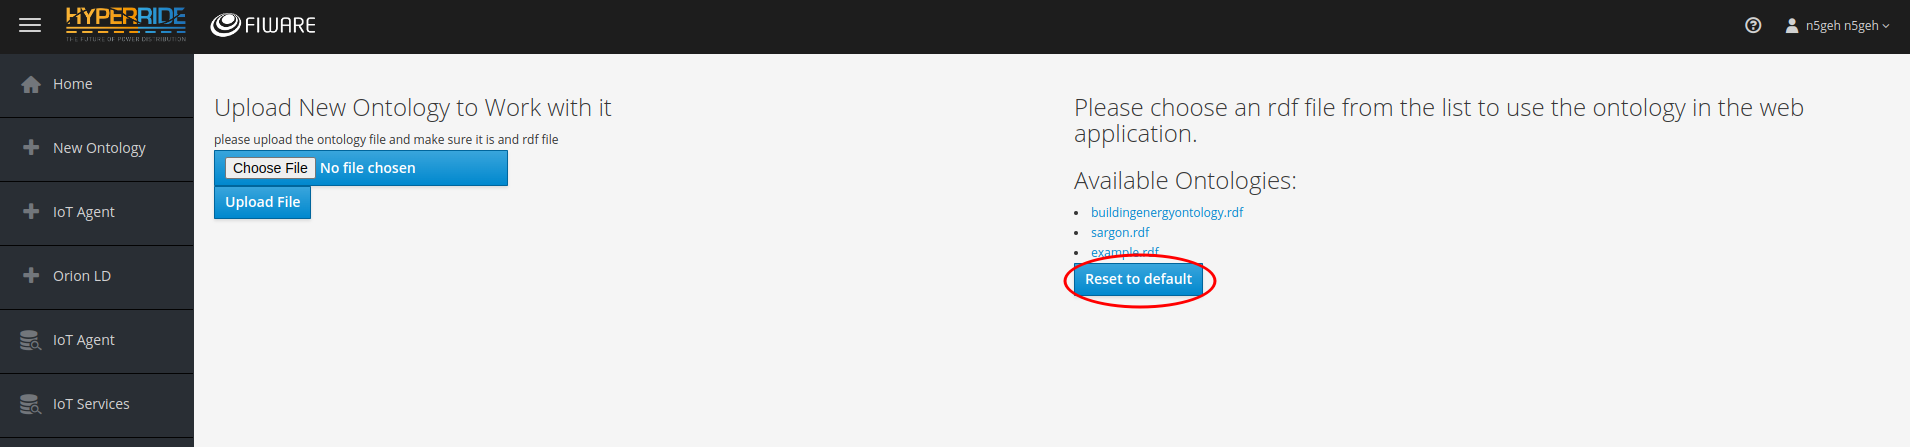 HYPERRIDE
THE FUTURE OF POWER DISTRIBUTION
FIWARE
n5geh n5geh
Home
New Ontology
IoT Agent
Orion LD
IoT Agent
IoT Services
Upload New Ontology to Work with it
please upload the ontology file and make sure it is and rdf file
Choose File No file chosen
Upload File
Please choose an rdf file from the list to use the ontology in the web
application.
Available Ontologies:
buildingenergyontology.rdf
sargon.rdf
example.rdf
Reset to default